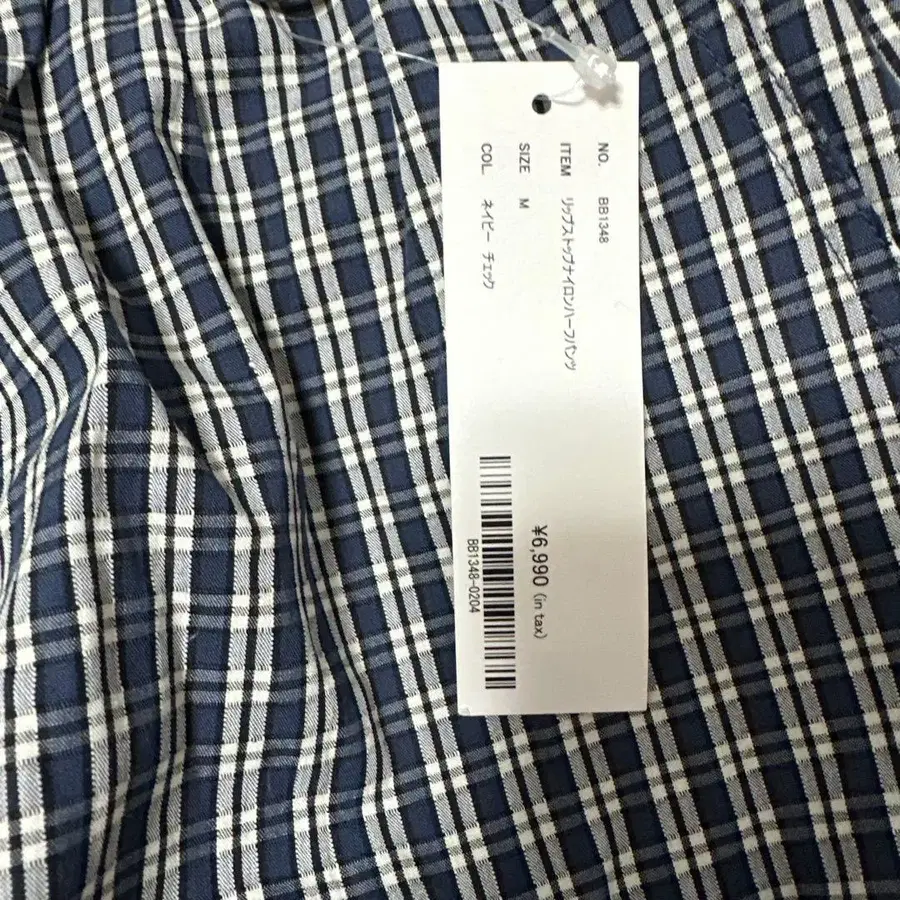 NO. BB1348
ITEM リップストップナイロンハーフパンツ
SIZE M
COL ネイビー チェック
¥6,990 (in tax)
BB1348-0204